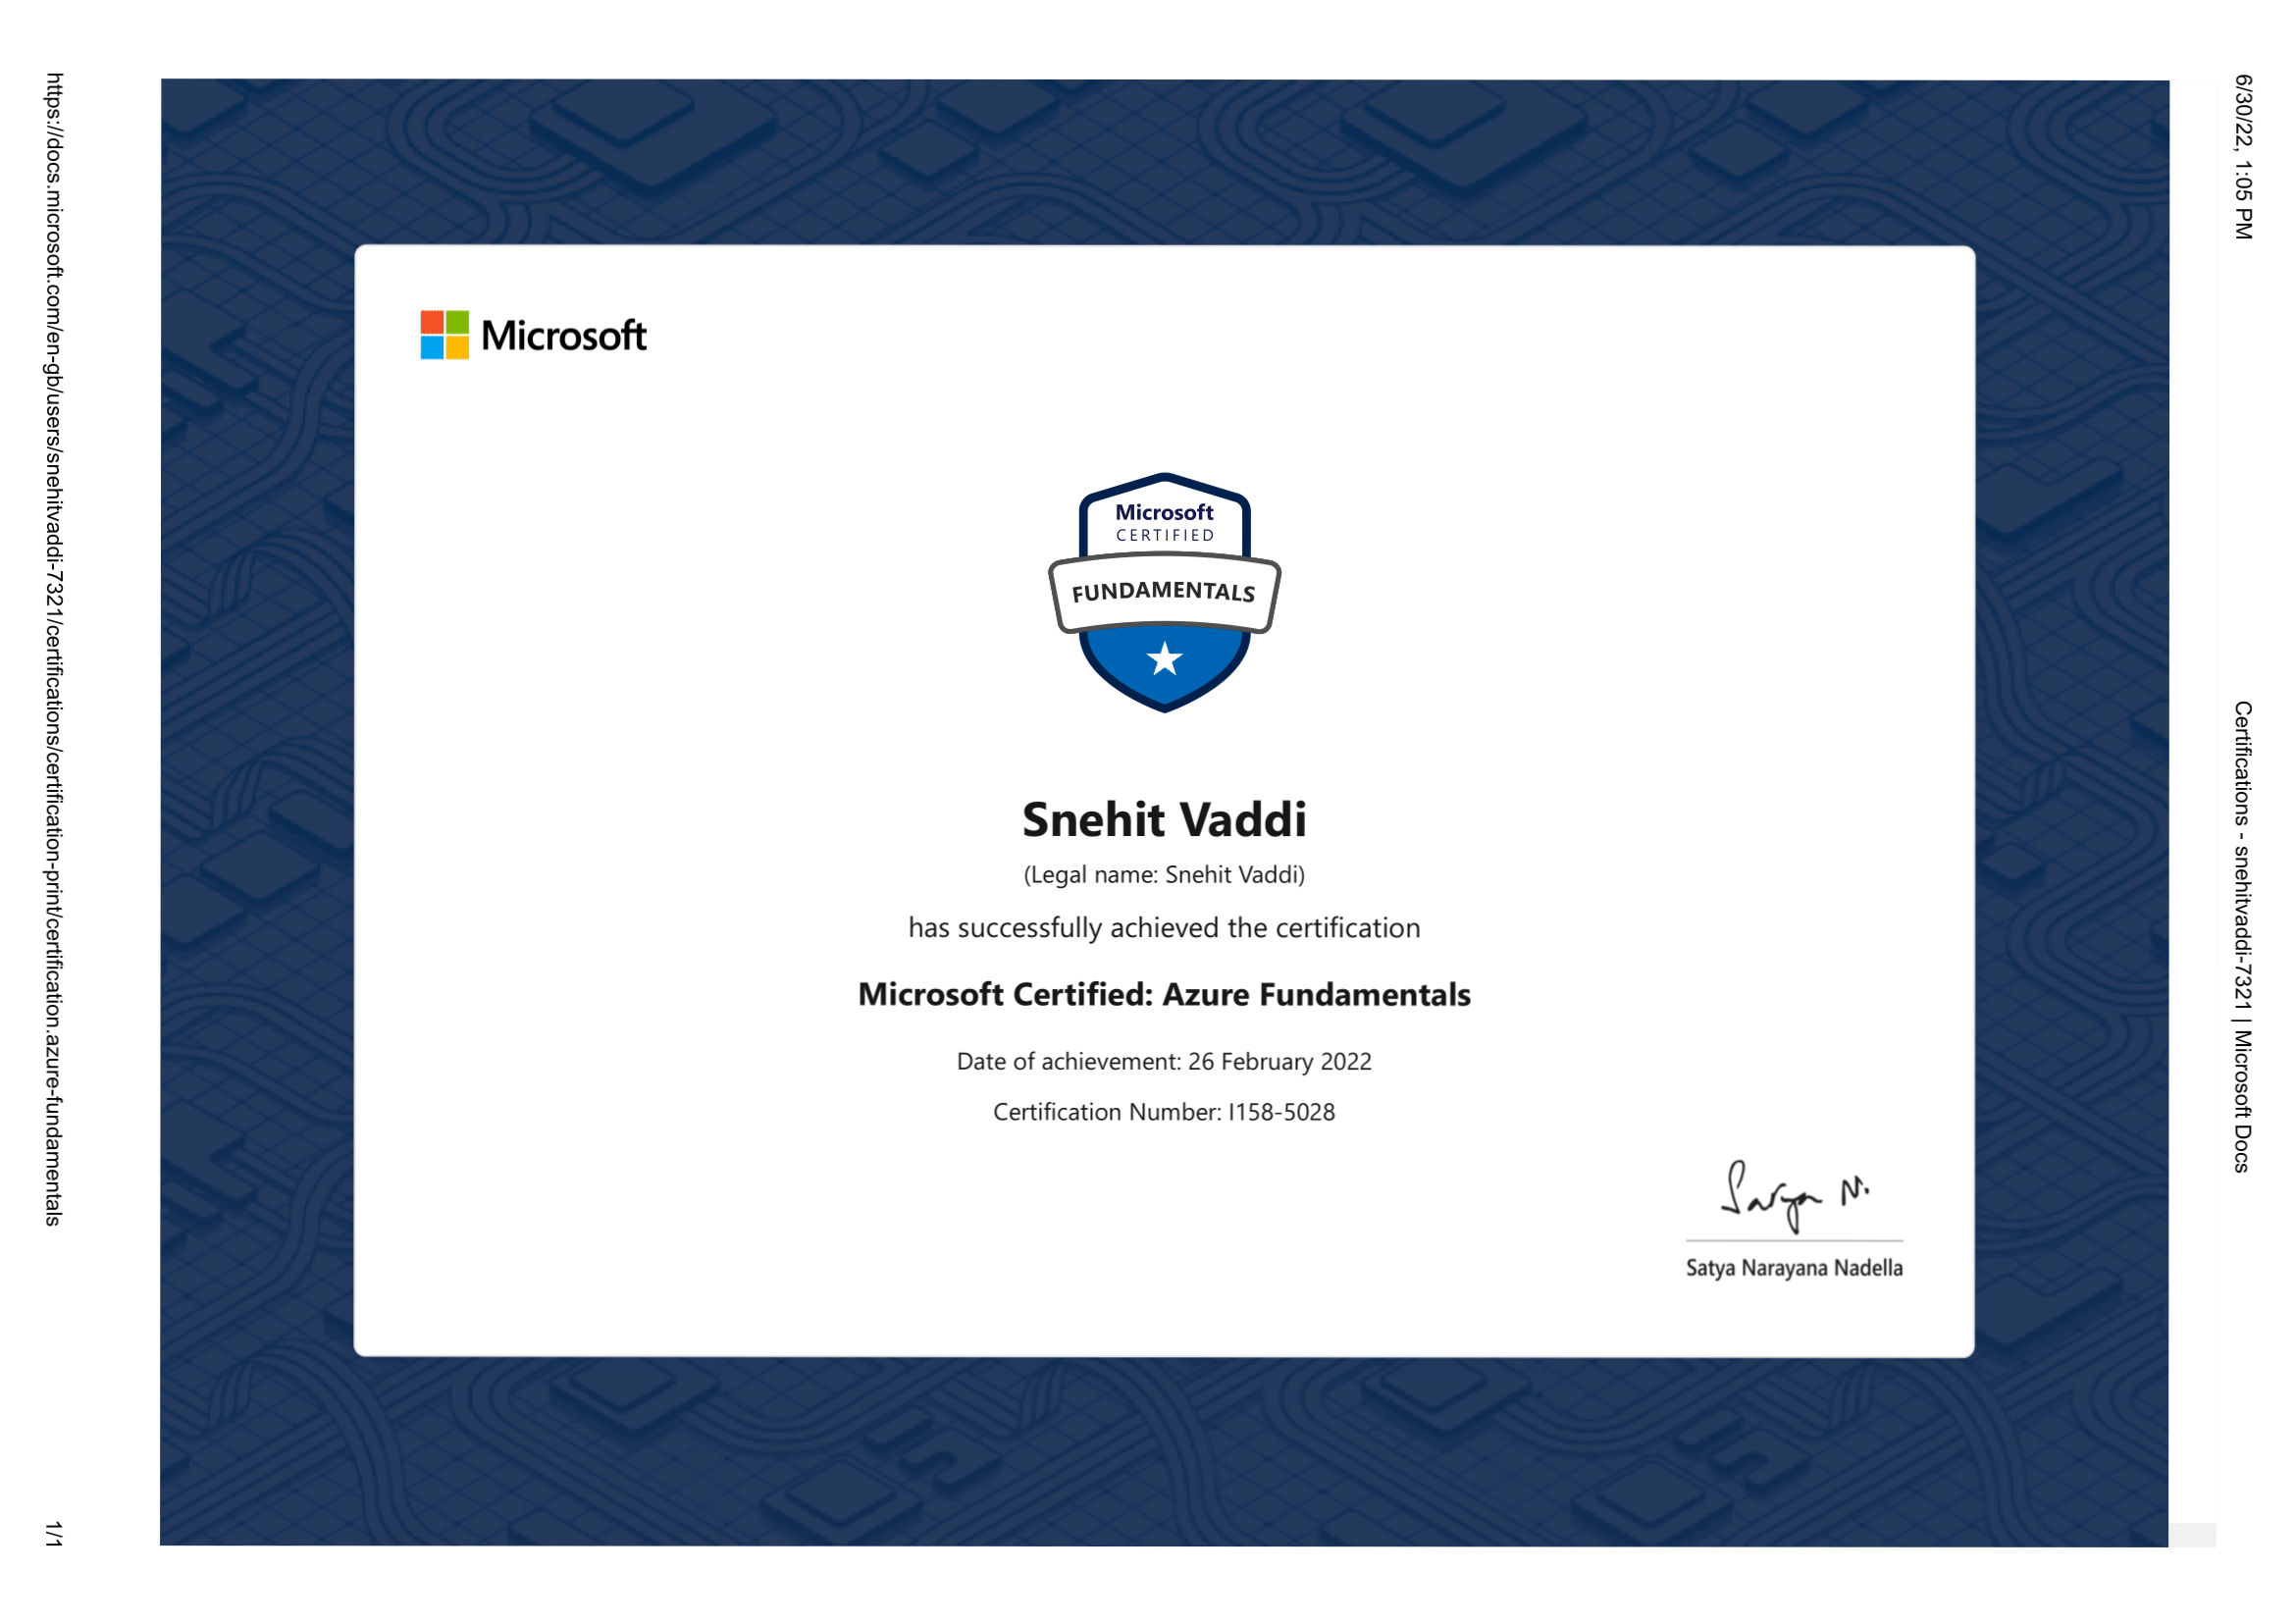 6/30/22, 1:05 PM
Certifications - snehitvaddi-7321 | Microsoft Docs
Microsoft
Microsoft
CERTIFIED
FUNDAMENTALS
Snehit Vaddi
(Legal name: Snehit Vaddi)
has successfully achieved the certification
Microsoft Certified: Azure Fundamentals
Date of achievement: 26 February 2022
Certification Number: I158-5028
Satya N.
Satya Narayana Nadella
https://docs.microsoft.com/en-gb/users/snehitvaddi-7321/certifications/certification-print/certification.azure-fundamentals
1/1